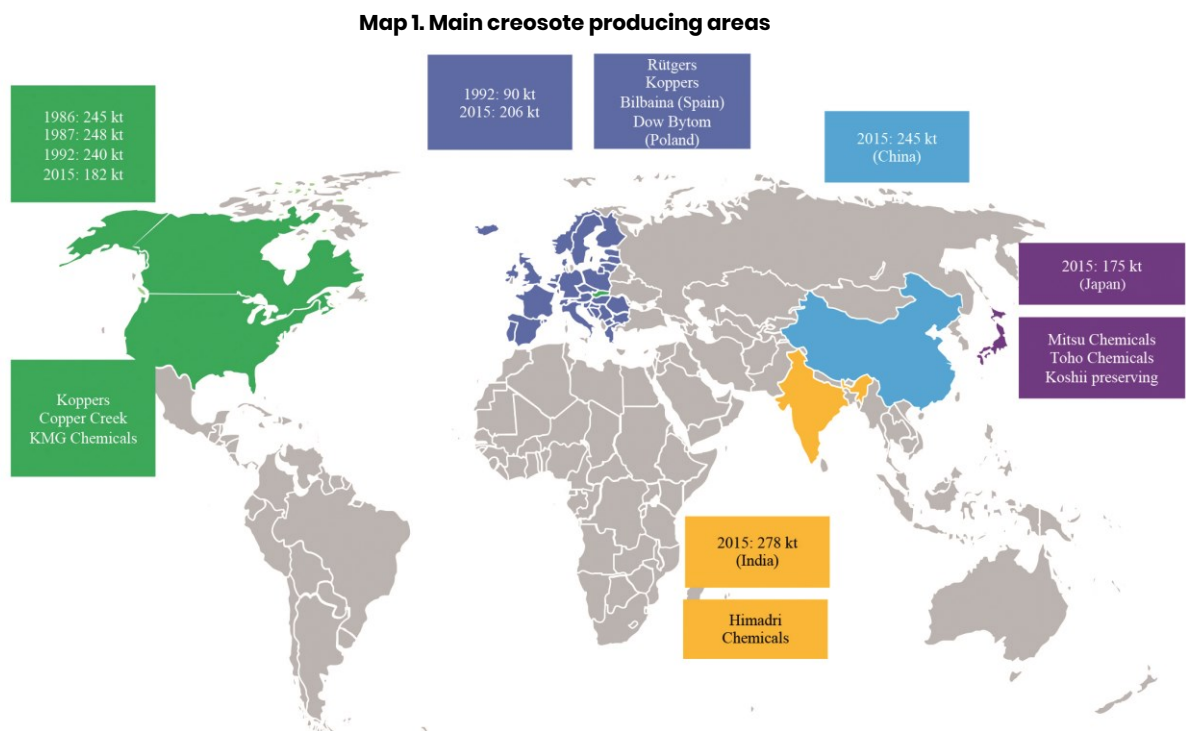 Map 1. Main creosote producing areas
1986: 245 kt
1987: 248 kt
1992: 240 kt
2015: 182 kt
1992: 90 kt
2015: 206 kt
Rütgers
Koppers
Bilbaina (Spain)
Dow Bytom
(Poland)
2015: 245 kt
(China)
2015: 175 kt
(Japan)
Mitsu Chemicals
Toho Chemicals
Koshii preserving
Koppers
Copper Creek
KMG Chemicals
2015: 278 kt
(India)
Himadri
Chemicals